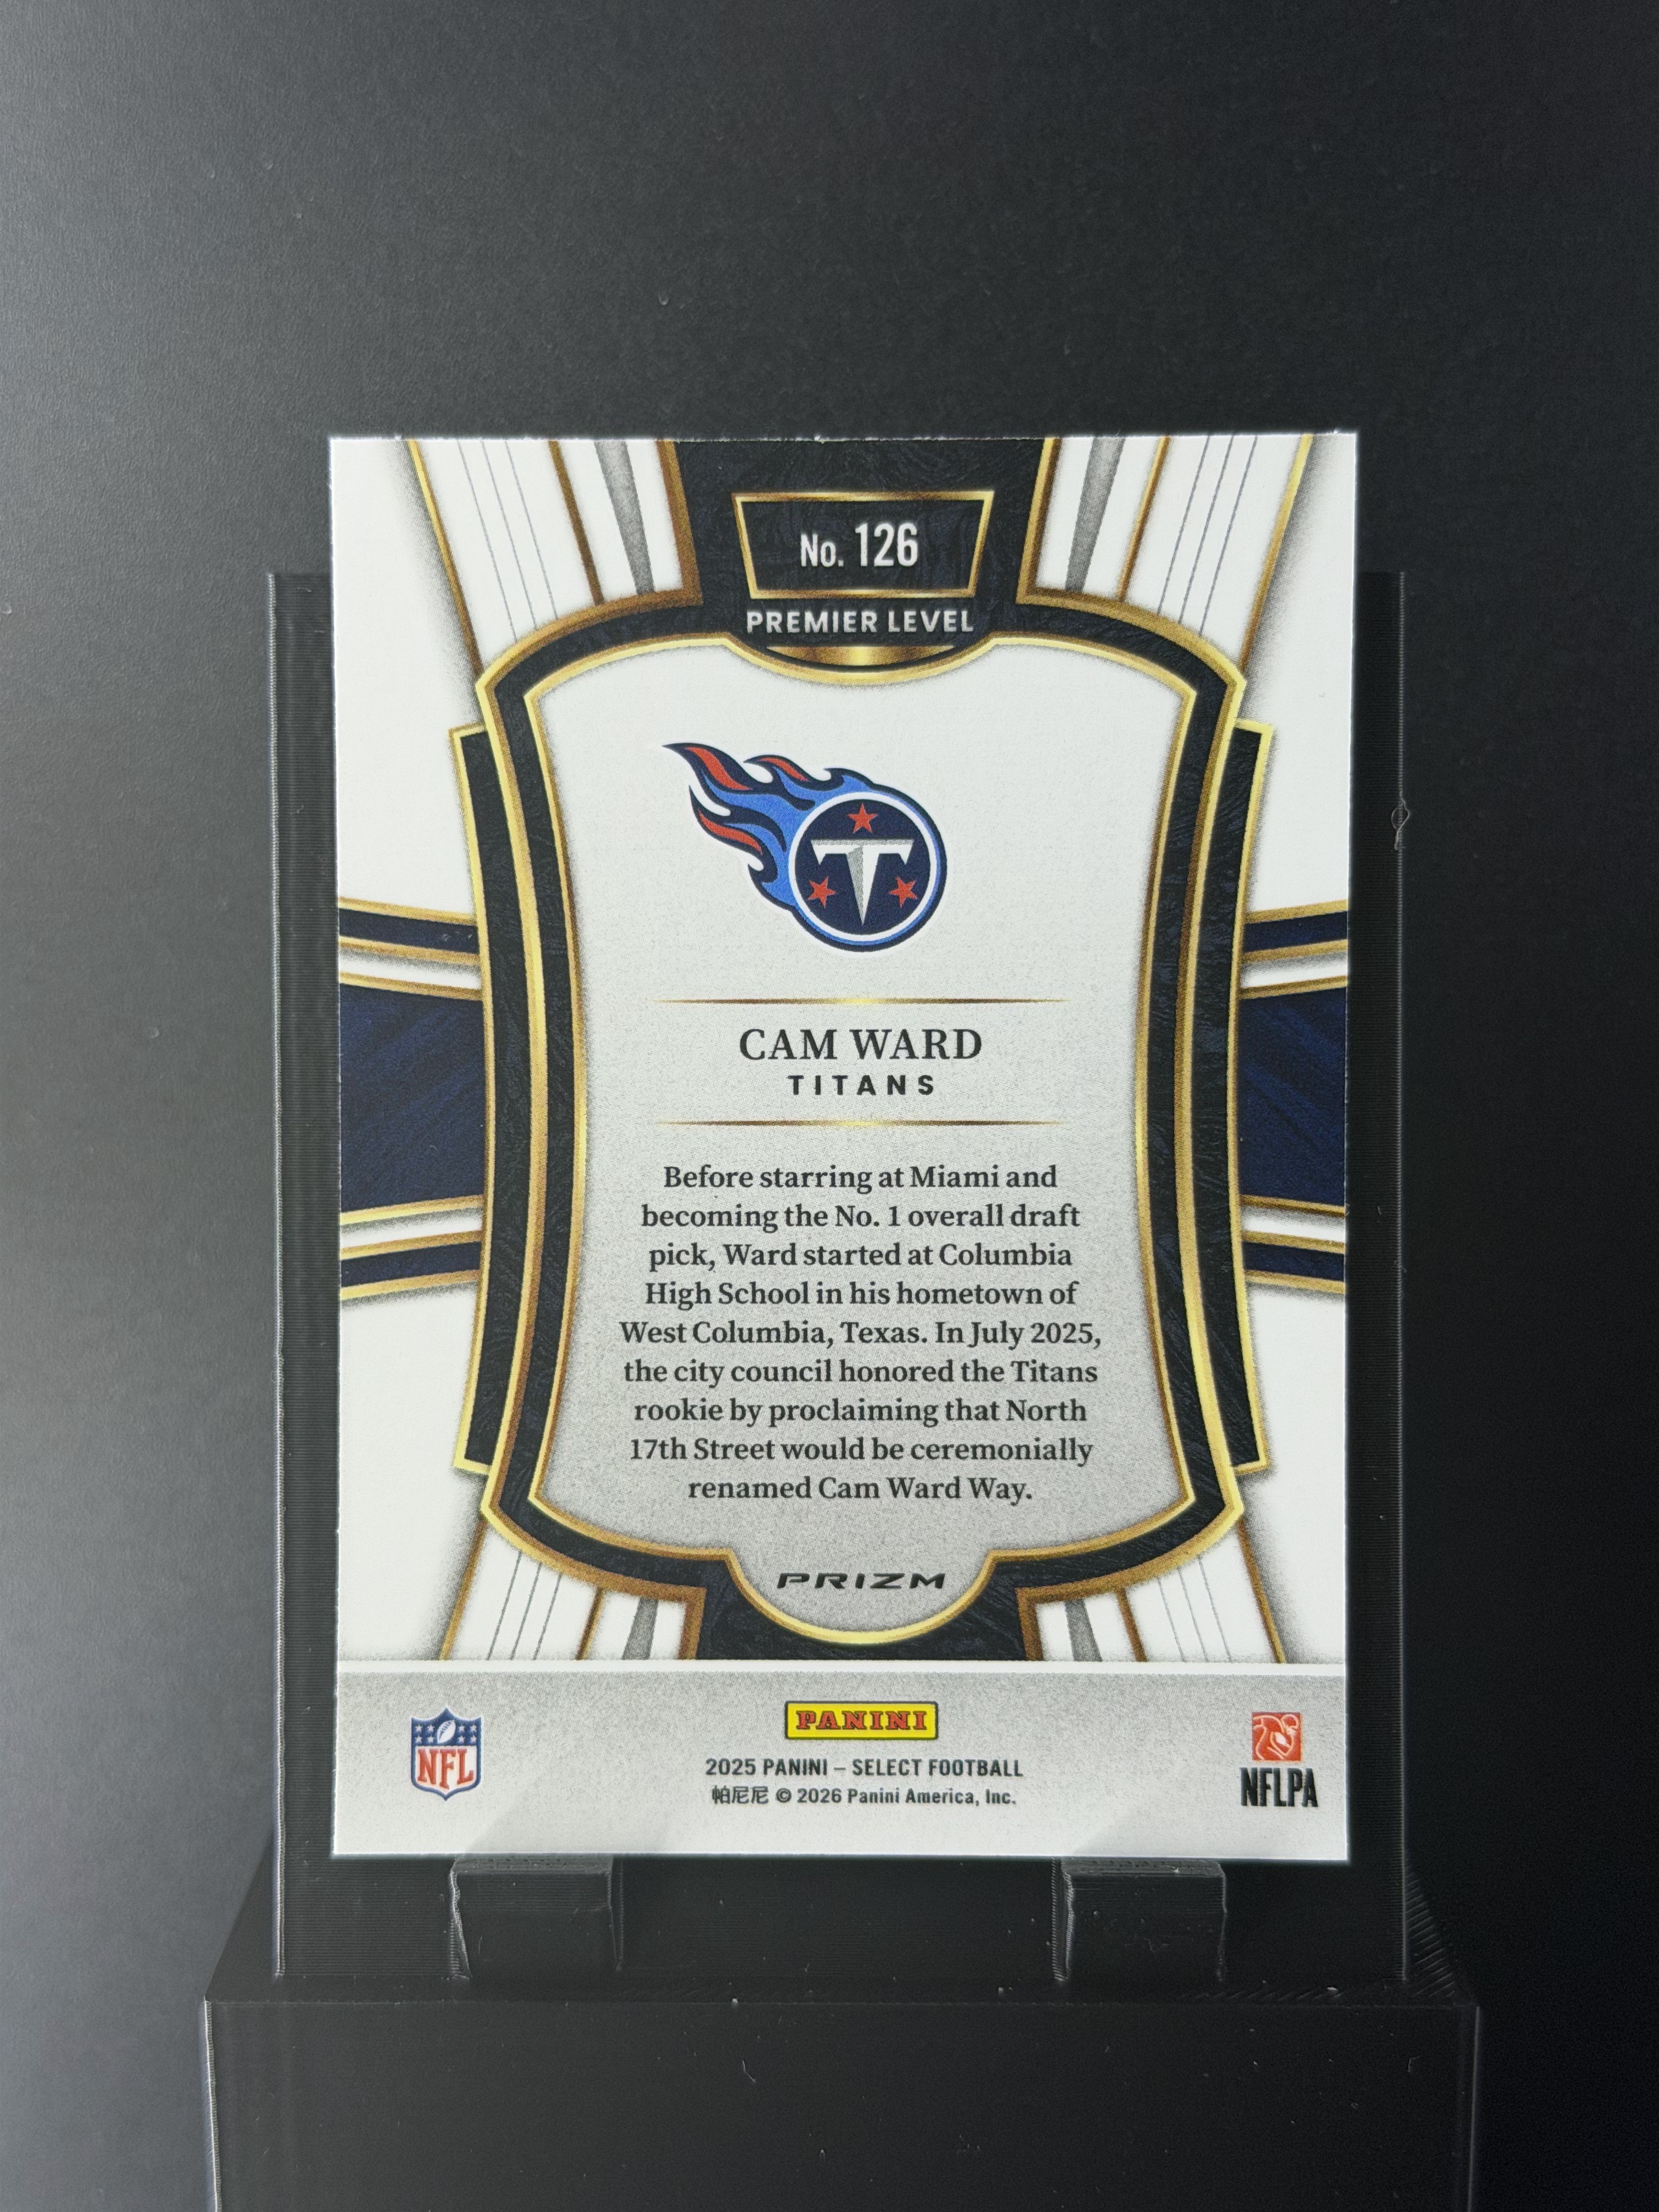 No. 126
PREMIER LEVEL
T
CAM WARD
TITANS
Before starring at Miami and
becoming the No. 1 overall draft
pick, Ward started at Columbia
High School in his hometown of
West Columbia, Texas. In July 2025,
the city council honored the Titans
rookie by proclaiming that North
17th Street would be ceremonially
renamed Cam Ward Way.
PRIZM
NFL
PANINI
2025 PANINI – SELECT FOOTBALL
帕尼尼 © 2026 Panini America, Inc.
NFLPA